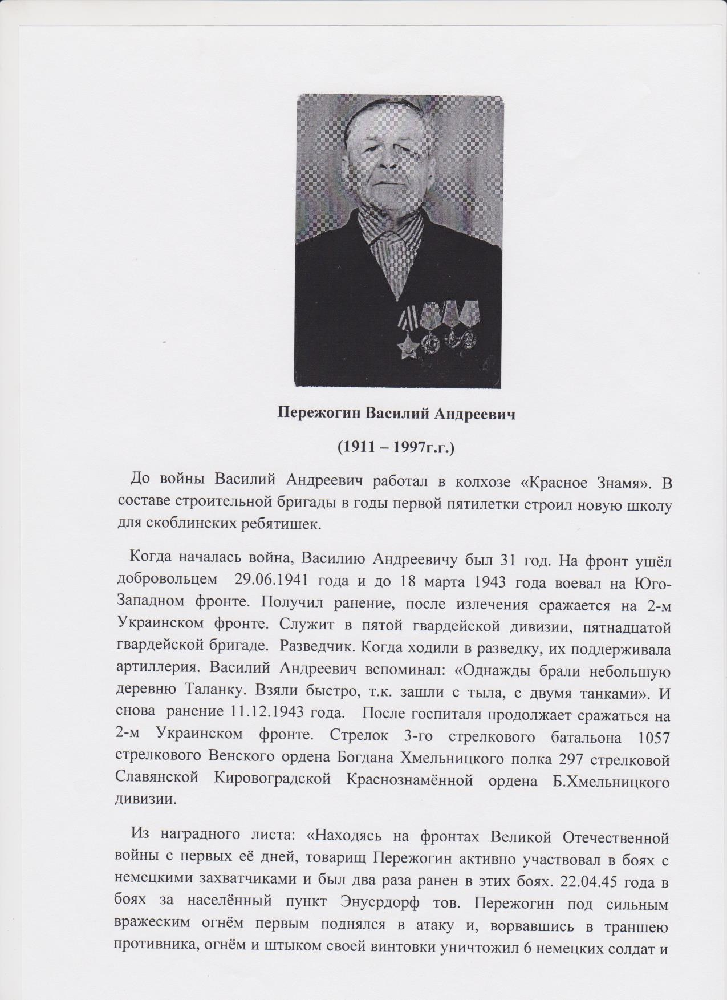 Пережогин Василий Андреевич
(1911 – 1997г.г.)
До войны Василий Андреевич работал в колхозе «Красное Знамя». В
составе строительной бригады в годы первой пятилетки строил новую школу
для скоблинских ребятишек.
Когда началась война, Василию Андреевичу был 31 год. На фронт ушёл
добровольцем 29.06.1941 года и до 18 марта 1943 года воевал на Юго-
Западном фронте. Получил ранение, после излечения сражается на 2-м
Украинском фронте. Служит в пятой гвардейской дивизии, пятнадцатой
гвардейской бригаде. Разведчик. Когда ходили в разведку, их поддерживала
артиллерия. Василий Андреевич вспоминал: «Однажды брали небольшую
деревню Таланку. Взяли быстро, т.к. зашли с тыла, с двумя танками». И
снова ранение 11.12.1943 года. После госпиталя продолжает сражаться на
2-м Украинском фронте. Стрелок 3-го стрелкового батальона 1057
стрелкового Венского ордена Богдана Хмельницкого полка 297 стрелковой
Славянской Кировоградской Краснознамённой ордена Б.Хмельницкого
дивизии.
Из наградного листа: «Находясь на фронтах Великой Отечественной
войны с первых её дней, товарищ Пережогин активно участвовал в боях с
немецкими захватчиками и был два раза ранен в этих боях. 22.04.45 года в
боях за населённый пункт Энусрдорф тов. Пережогин под сильным
вражеским огнём первым поднялся в атаку и, ворвавшись в траншею
противника, огнём и штыком своей винтовки уничтожил 6 немецких солдат и